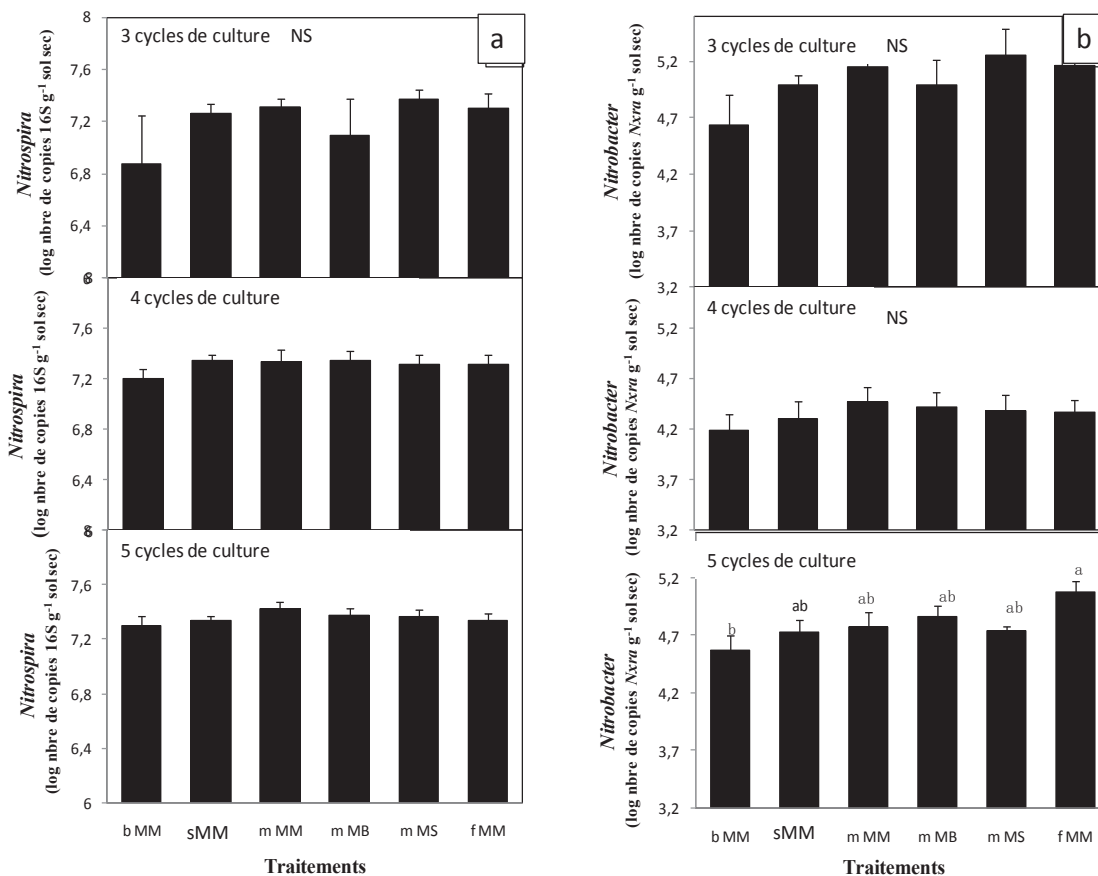 a
3 cycles de culture NS
Nitrospira
(log nbre de copies 16S g⁻¹ sol sec)
8
7,6
7,2
6,8
6,4
6
8
4 cycles de culture
Nitrospira
(log nbre de copies 16S g⁻¹ sol sec)
7,6
7,2
6,8
6,4
6
8
5 cycles de culture
Nitrospira
(log nbre de copies 16S g⁻¹ sol sec)
7,6
7,2
6,8
6,4
6
b MM sMM m MM m MB m MS f MM
Traitements
b
3 cycles de culture NS
Nitrobacter
(log nbre de copies Nxra g⁻¹ sol sec)
5,2
4,7
4,2
3,7
3,2
4 cycles de culture NS
Nitrobacter
(log nbre de copies Nxra g⁻¹ sol sec)
5,2
4,7
4,2
3,7
3,2
5 cycles de culture
Nitrobacter
(log nbre de copies Nxra g⁻¹ sol sec)
5,2
4,7
4,2
3,7
3,2
b ab ab ab ab a
b MM sMM m MM m MB m MS f MM
Traitements